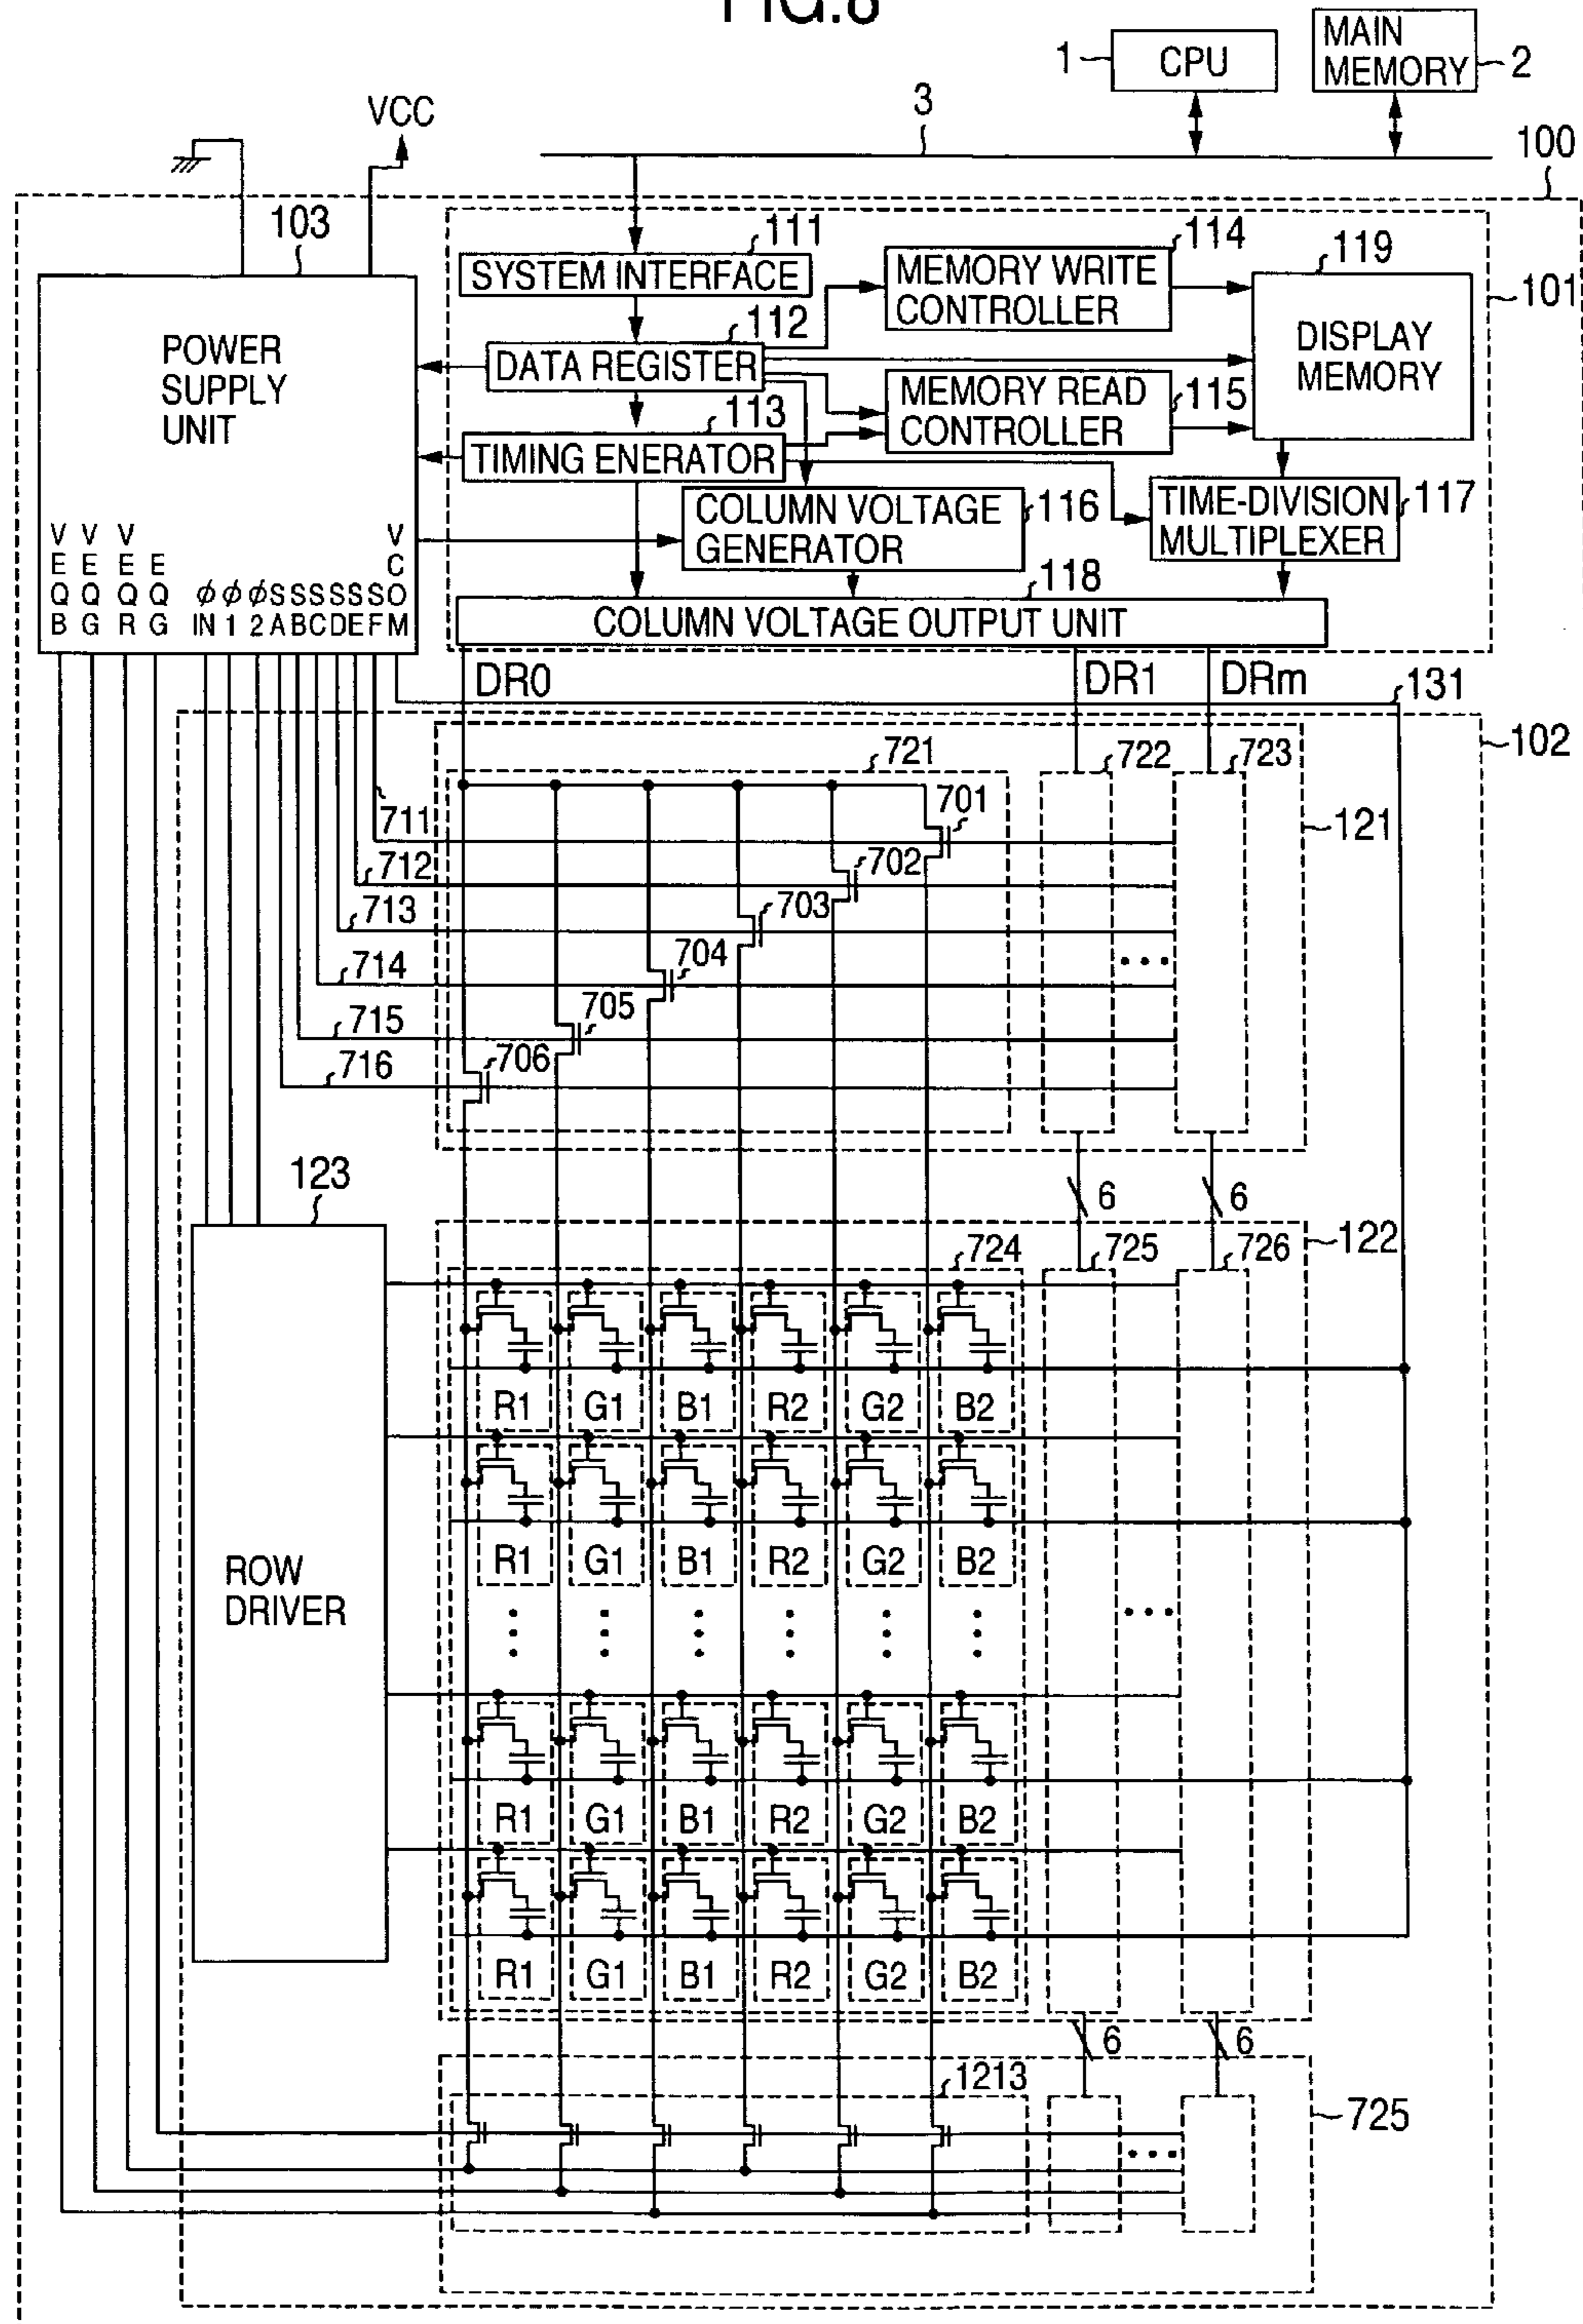 FIG.8
1
CPU
MAIN
MEMORY
2
3
VCC
100
103
POWER
SUPPLY
UNIT
101
111
SYSTEM INTERFACE
112
DATA REGISTER
113
TIMING ENERATOR
114
MEMORY WRITE
CONTROLLER
115
MEMORY READ
CONTROLLER
119
DISPLAY
MEMORY
116
COLUMN VOLTAGE
GENERATOR
117
TIME-DIVISION
MULTIPLEXER
118
COLUMN VOLTAGE OUTPUT UNIT
V V V V
E E E E C
Q Q Q Q ϕ ϕ ϕ S S S S S S O
B G R G IN 1 2 A B C D E F M
DR0
DR1
DRm
131
102
721
722
723
121
711
701
712
702
713
703
714
704
715
705
716
706
...
123
ROW
DRIVER
6
6
122
724
725
726
R1 G1 B1 R2 G2 B2
R1 G1 B1 R2 G2 B2
...
R1 G1 B1 R2 G2 B2
R1 G1 B1 R2 G2 B2
6
6
1213
725
...